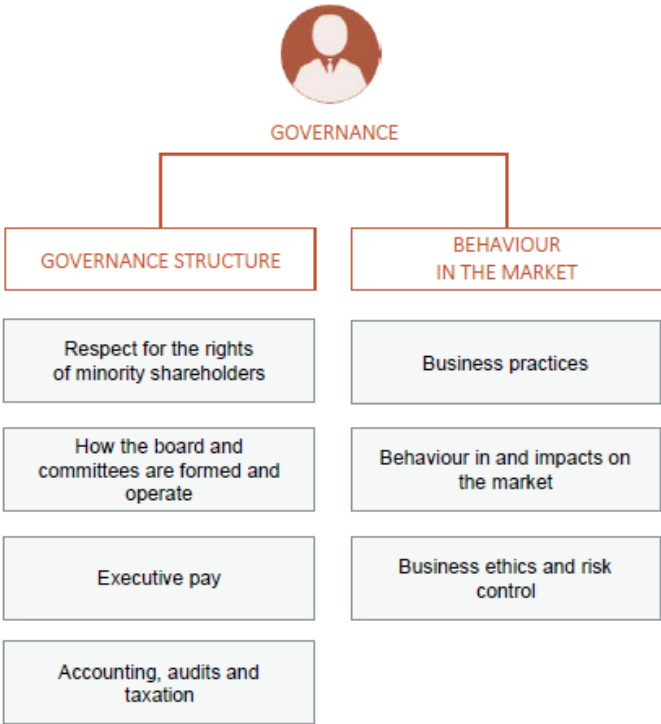 GOVERNANCE
GOVERNANCE STRUCTURE
Respect for the rights
of minority shareholders
How the board and
committees are formed and
operate
Executive pay
Accounting, audits and
taxation
BEHAVIOUR
IN THE MARKET
Business practices
Behaviour in and impacts on
the market
Business ethics and risk
control